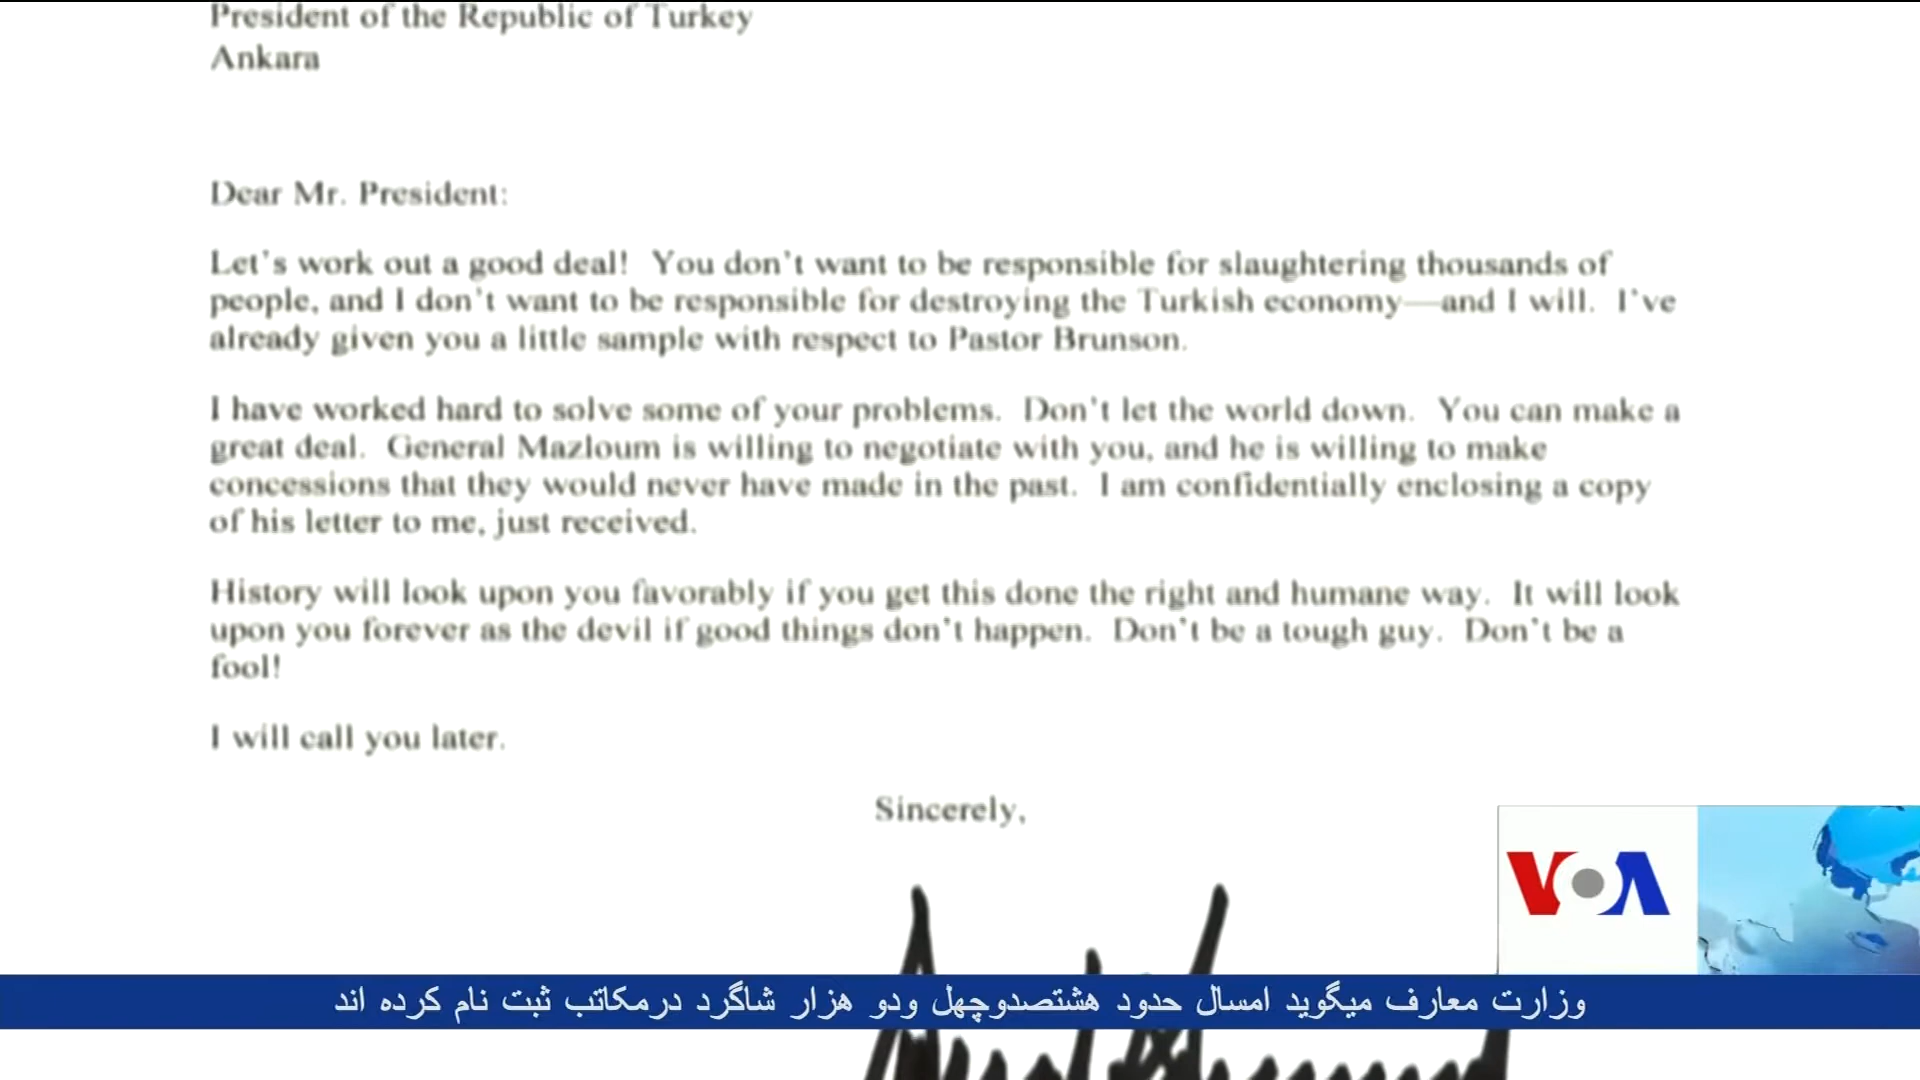 President of the Republic of Turkey
Ankara
Dear Mr. President:
Let's work out a good deal!  You don't want to be responsible for slaughtering thousands of
people, and I don't want to be responsible for destroying the Turkish economy—and I will.  I've
already given you a little sample with respect to Pastor Brunson.
I have worked hard to solve some of your problems.  Don't let the world down.  You can make a
great deal.  General Mazloum is willing to negotiate with you, and he is willing to make
concessions that they would never have made in the past.  I am confidentially enclosing a copy
of his letter to me, just received.
History will look upon you favorably if you get this done the right and humane way.  It will look
upon you forever as the devil if good things don't happen.  Don't be a tough guy.  Don't be a
fool!
I will call you later.
Sincerely,
VOA
وزارت معارف میگوید امسال حدود هشتصدوچهل ودو هزار شاگرد درمکاتب ثبت نام کرده اند